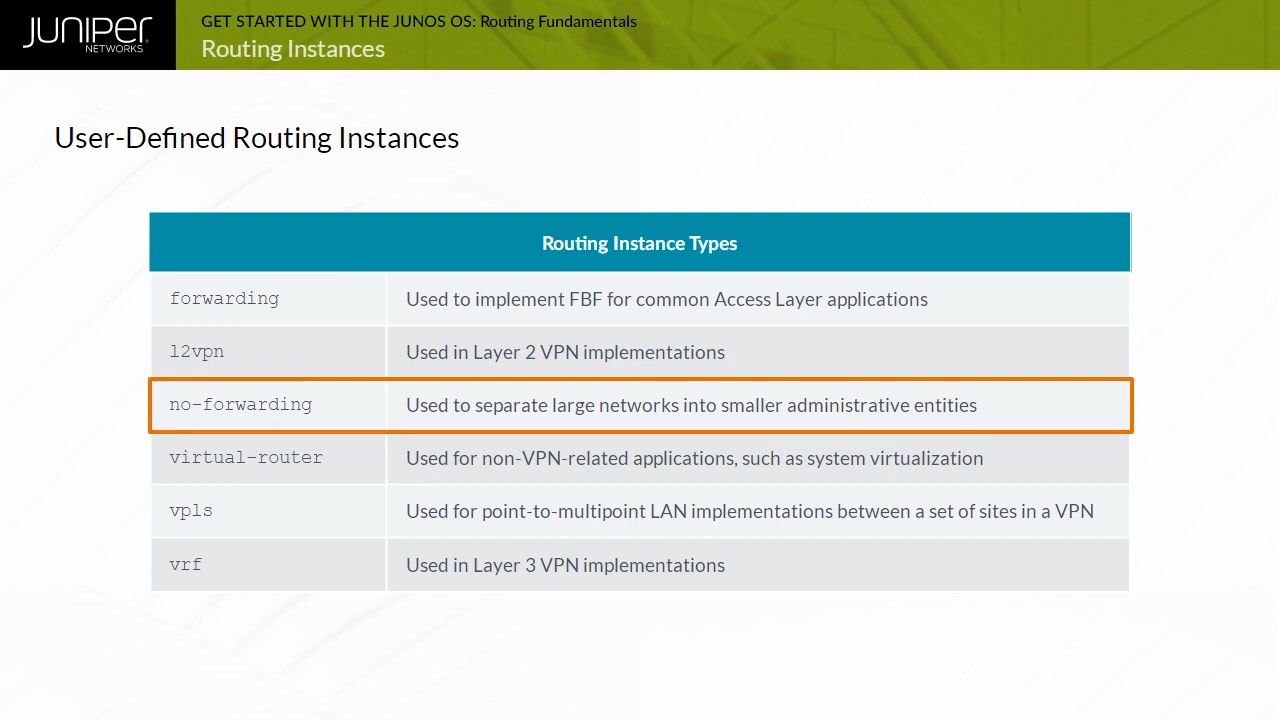 JUNIPER
NETWORKS
GET STARTED WITH THE JUNOS OS: Routing Fundamentals
Routing Instances
User-Defined Routing Instances
Routing Instance Types
forwarding Used to implement FBF for common Access Layer applications
l2vpn Used in Layer 2 VPN implementations
no-forwarding Used to separate large networks into smaller administrative entities
virtual-router Used for non-VPN-related applications, such as system virtualization
vpls Used for point-to-multipoint LAN implementations between a set of sites in a VPN
vrf Used in Layer 3 VPN implementations